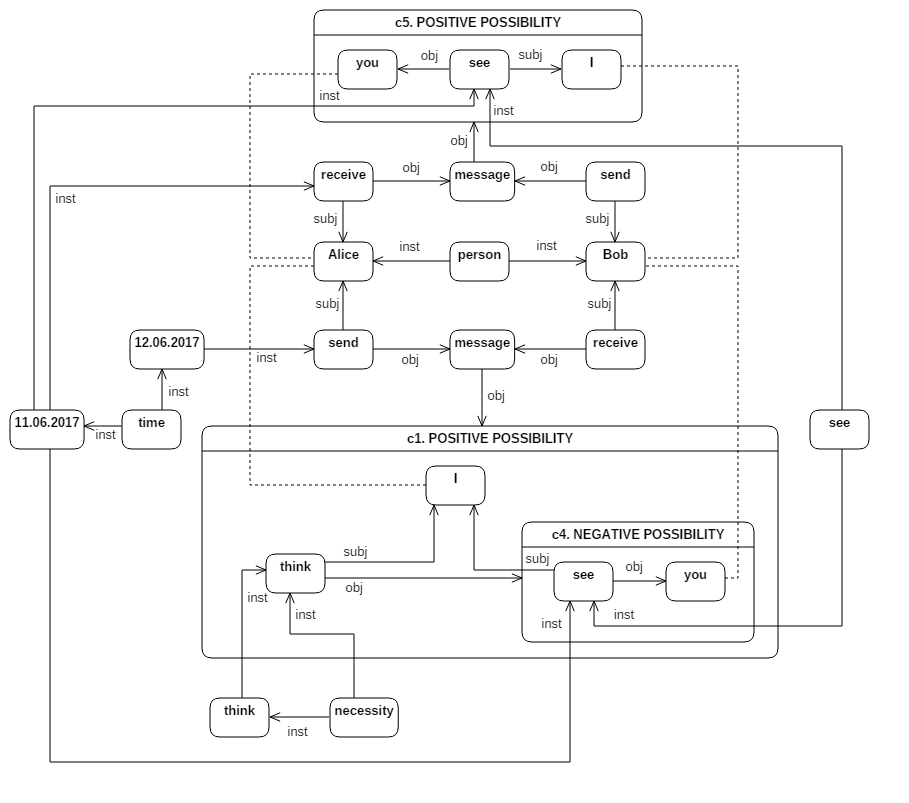 c5. POSITIVE POSSIBILITY
you
obj
see
subj
I
inst
inst
obj
receive
obj
message
obj
send
inst
subj
subj
Alice
inst
person
inst
Bob
subj
subj
12.06.2017
inst
send
obj
message
obj
receive
inst
obj
11.06.2017
inst
time
see
c1. POSITIVE POSSIBILITY
I
c4. NEGATIVE POSSIBILITY
subj
subj
think
obj
see
obj
you
inst
inst
inst
inst
think
inst
necessity